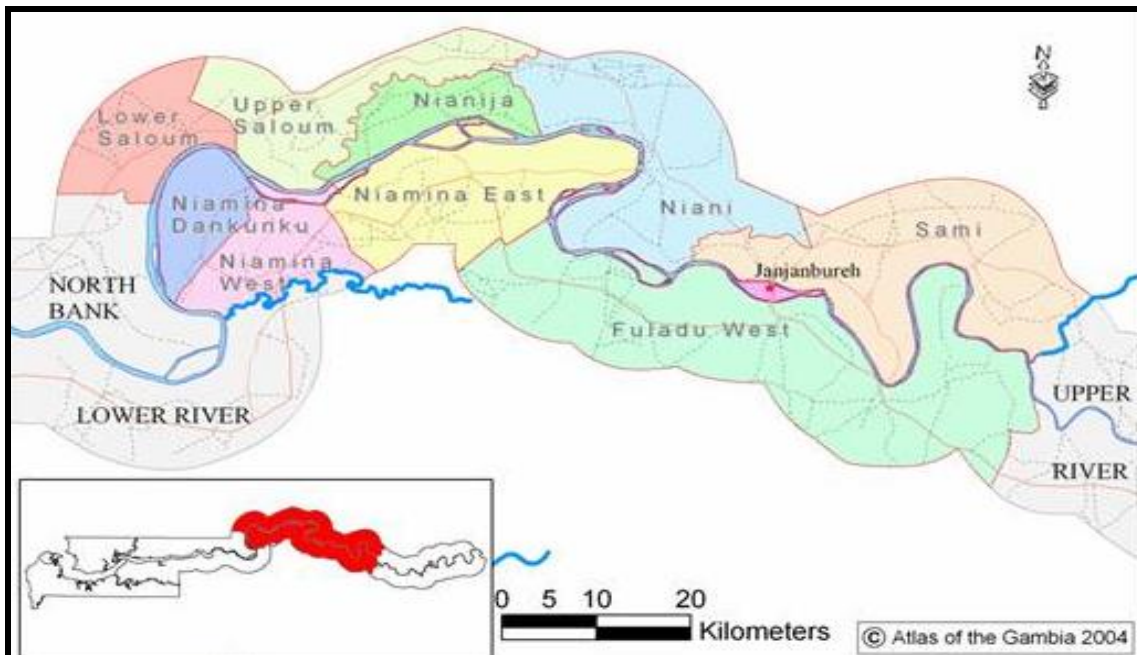 N
Lower
Saloum
Upper
Saloum
Nianija
Niamina
Dankunku
Niamina East
Niani
Sami
Niamina
West
Janjanbureh
Fuladu West
NORTH
BANK
LOWER RIVER
UPPER
RIVER
0 5 10 20
Kilometers
© Atlas of the Gambia 2004